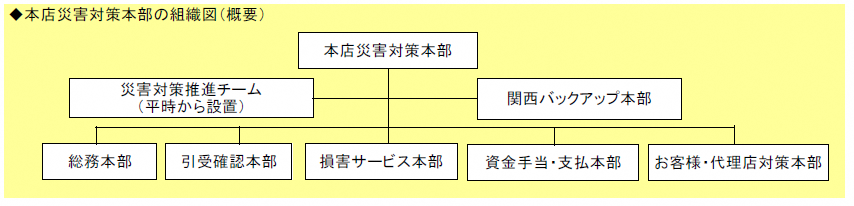 ◆本店災害対策本部の組織図（概要）
本店災害対策本部
災害対策推進チーム
（平時から設置）
関西バックアップ本部
総務本部
引受確認本部
損害サービス本部
資金手当・支払本部
お客様・代理店対策本部